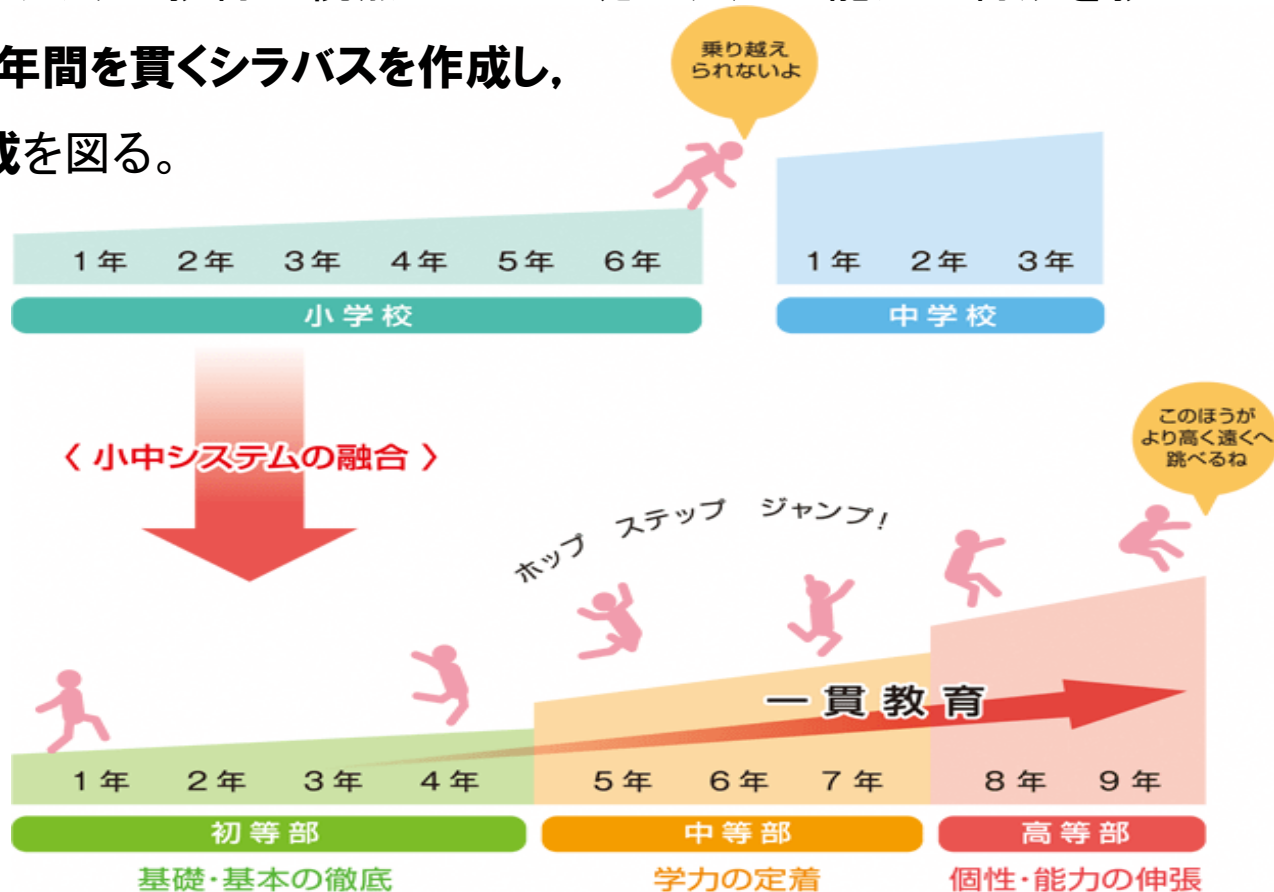 年間を貫くシラバスを作成し，
成を図る。
乗り越え
られないよ
1年 2年 3年 4年 5年 6年
小学校
1年 2年 3年
中学校
〈 小中システムの融合 〉
このほうが
より高く遠くへ
跳べるね
ホップ ステップ ジャンプ！
一貫教育
1年 2年 3年 4年 5年 6年 7年 8年 9年
初等部 中等部 高等部
基礎・基本の徹底 学力の定着 個性・能力の伸張